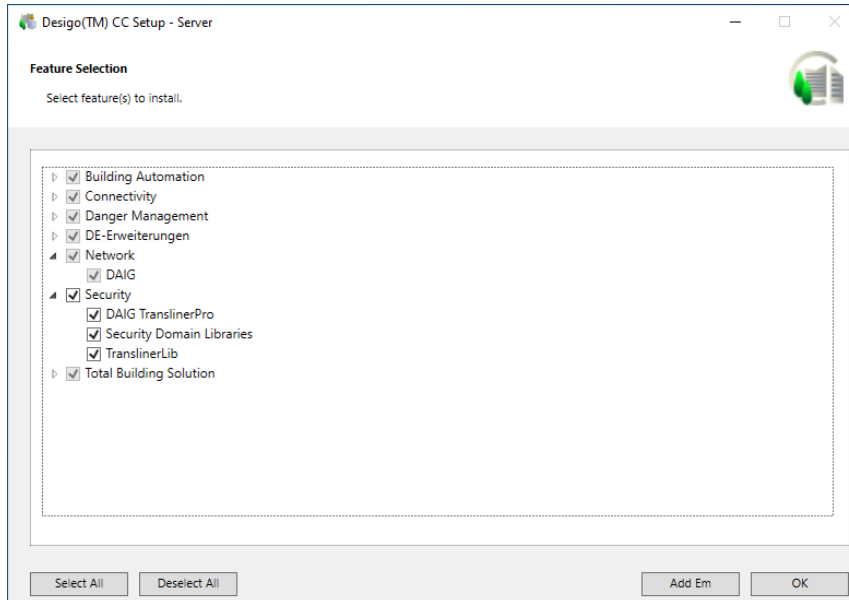 Desigo(TM) CC Setup - Server
Feature Selection
Select feature(s) to install.
Building Automation
Connectivity
Danger Management
DE-Erweiterungen
Network
DAIG
Security
DAIG TranslinerPro
Security Domain Libraries
TranslinerLib
Total Building Solution
Select All Deselect All Add Em OK